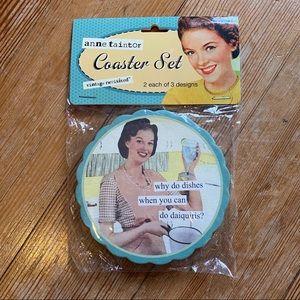 anne taintor
Coaster Set
vintage revisited®
2 each of 3 designs
why do dishes
when you can
do daiquiris?